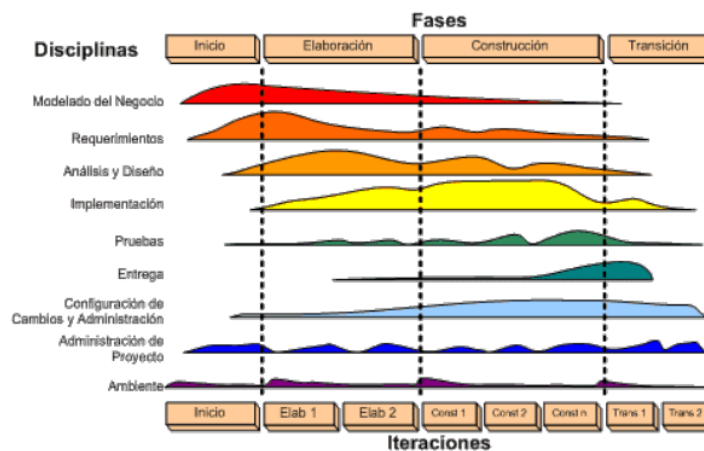 Fases
Disciplinas
Inicio Elaboración Construcción Transición
Modelado del Negocio
Requerimientos
Análisis y Diseño
Implementación
Pruebas
Entrega
Configuración de
Cambios y Administración
Administración de
Proyecto
Ambiente
Inicio Elab 1 Elab 2 Const 1 Const 2 Const n Trans 1 Trans 2
Iteraciones